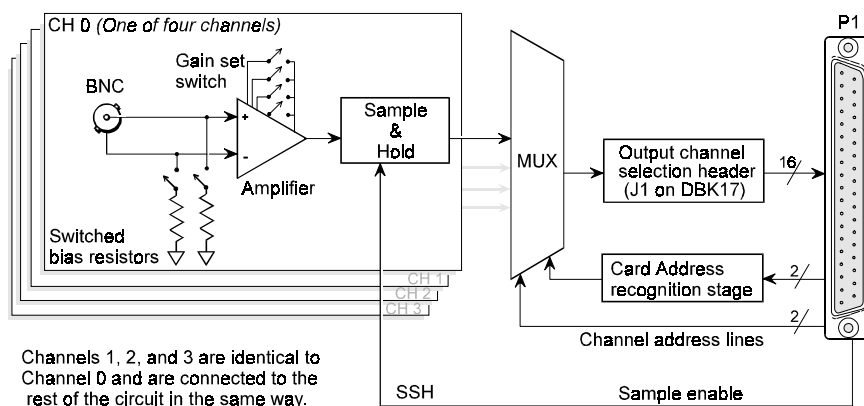 CH 0 (One of four channels)
Gain set
switch
BNC
+
-
Amplifier
Switched
bias resistors
Sample
&
Hold
CH 1
CH 2
CH 3
MUX
Output channel
selection header
(J1 on DBK17)
16
P1
Card Address
recognition stage
2
2
Channel address lines
SSH
Sample enable
Channels 1, 2, and 3 are identical to
Channel 0 and are connected to the
rest of the circuit in the same way.